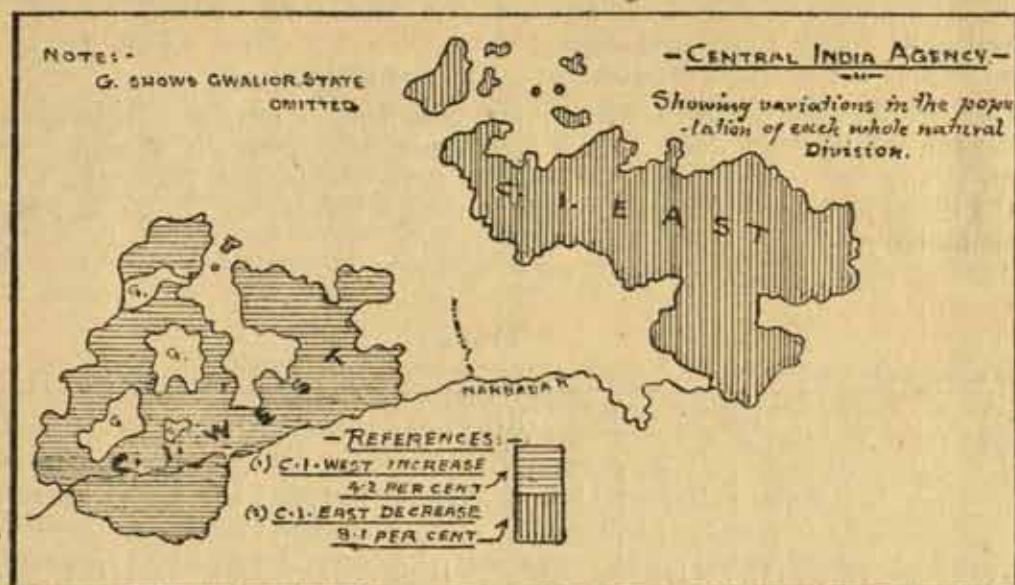 NOTE:-
G. SHOWS GWALIOR STATE
OMITTED
- CENTRAL INDIA AGENCY -
Showing variations in the popu
-lation of each whole natural
Division.
C. I. EAST
G.
G.
G.
C. I. WEST
NARBADA R
- REFERENCES:-
(1) C.I. WEST INCREASE
4·2 PER CENT
(2) C.I. EAST DECREASE
8·1 PER CENT